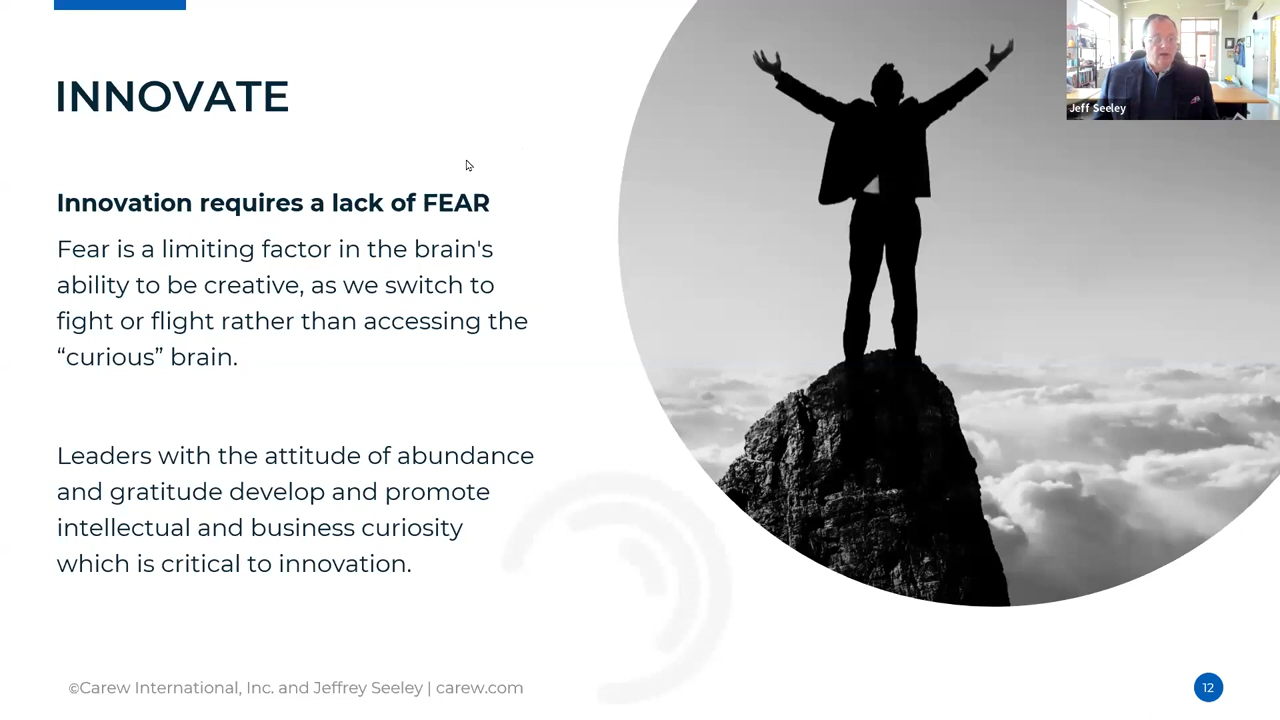 INNOVATE
Jeff Seeley
Innovation requires a lack of FEAR
Fear is a limiting factor in the brain's
ability to be creative, as we switch to
fight or flight rather than accessing the
“curious” brain.
Leaders with the attitude of abundance
and gratitude develop and promote
intellectual and business curiosity
which is critical to innovation.
©Carew International, Inc. and Jeffrey Seeley | carew.com
12